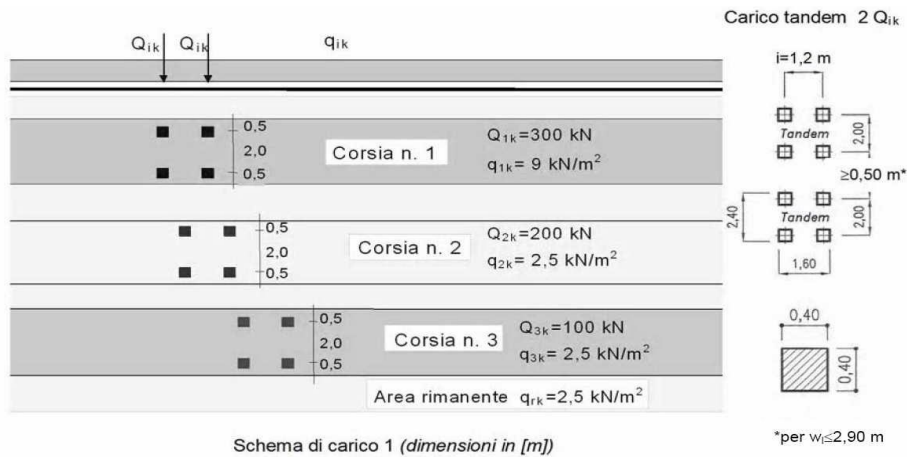 Carico tandem 2 Qik
Qik Qik qik
i=1,2 m
0,5
2,0
0,5
Corsia n. 1
Q1k=300 kN
q1k= 9 kN/m²
Tandem
2,00
≥0,50 m*
0,5
2,0
0,5
Corsia n. 2
Q2k=200 kN
q2k= 2,5 kN/m²
2,40
Tandem
2,00
1,60
0,5
2,0
0,5
Corsia n. 3
Q3k=100 kN
q3k= 2,5 kN/m²
0,40
0,40
Area rimanente qrk=2,5 kN/m²
Schema di carico 1 (dimensioni in [m])
*per wl≤2,90 m